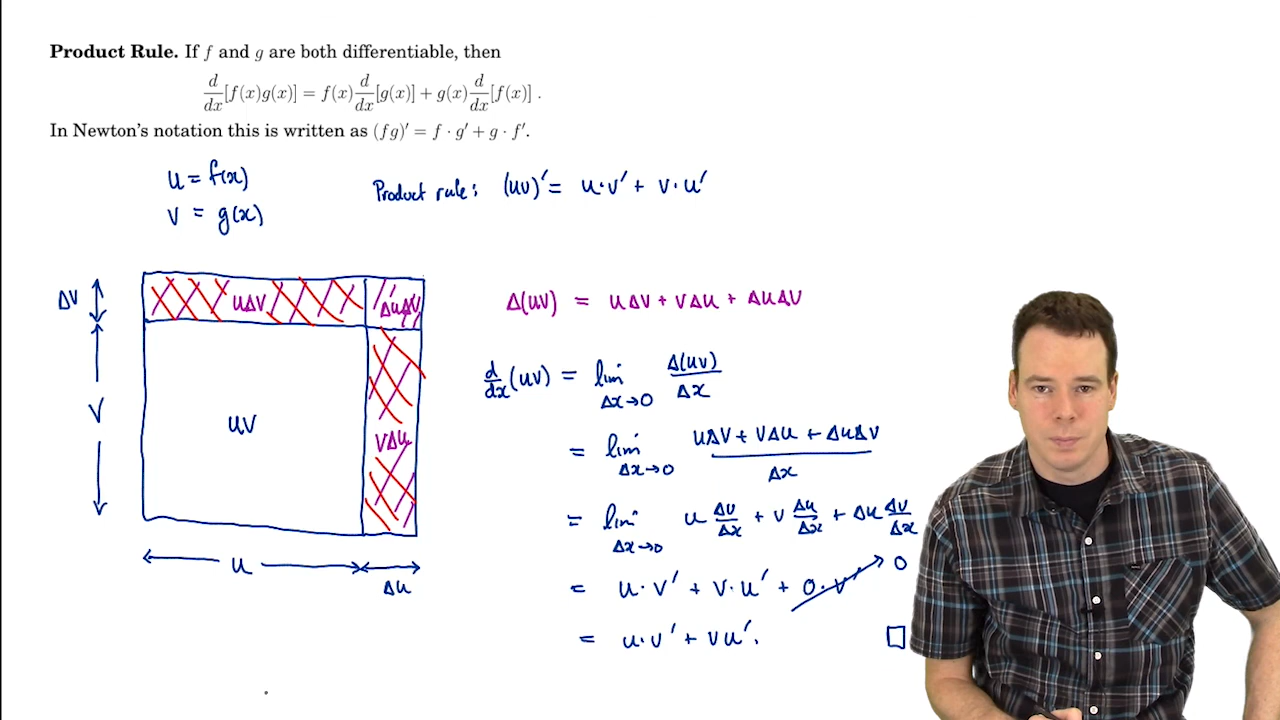 Product Rule. If f and g are both differentiable, then
d/dx[f(x)g(x)] = f(x) d/dx[g(x)] + g(x) d/dx[f(x)] .
In Newton's notation this is written as (fg)′ = f · g′ + g · f′.
u = f(x)
v = g(x)
Product rule: (uv)′ = u·v′ + v·u′
Δv
uΔv
ΔuΔv
v
uv
vΔu
u
Δu
Δ(uv) = uΔv + vΔu + ΔuΔv
d/dx(uv) = lim Δx→0 Δ(uv)/Δx
= lim Δx→0 uΔv + vΔu + ΔuΔv / Δx
= lim Δx→0 u Δv/Δx + v Δu/Δx + Δu Δv/Δx
= u·v′ + v·u′ + 0·v′ → 0
= u·v′ + vu′. □